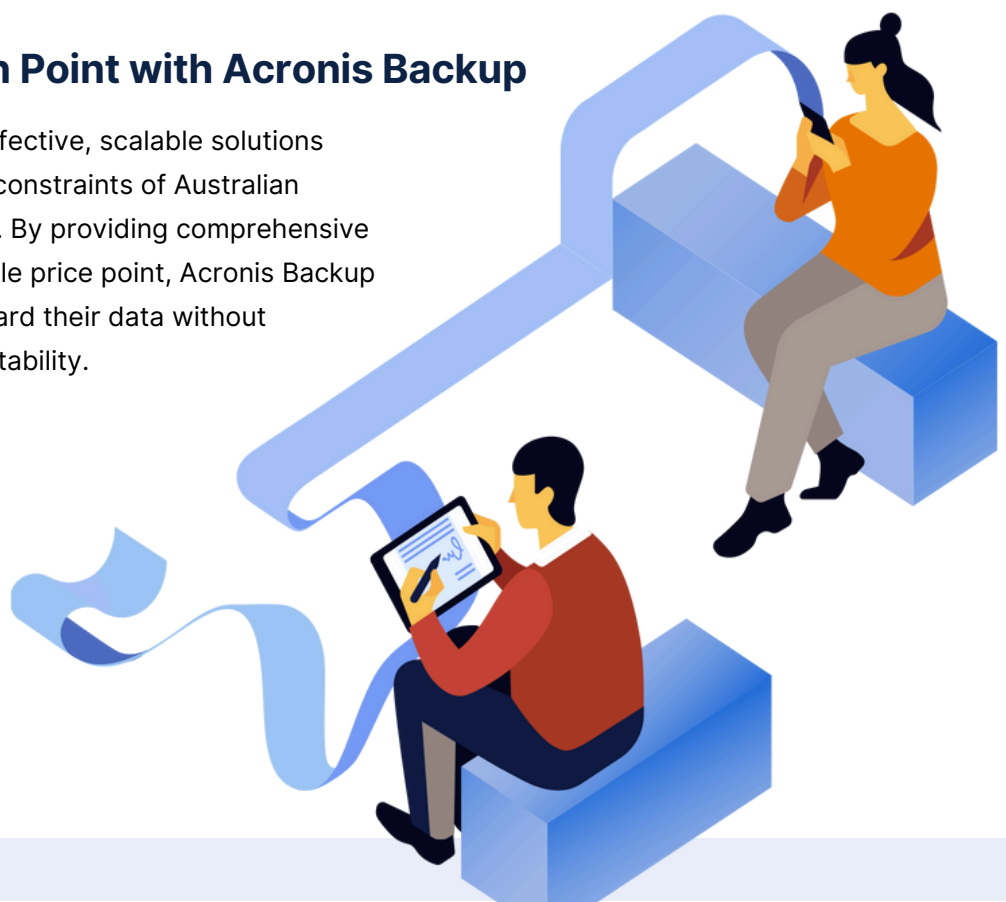 n Point with Acronis Backup
fective, scalable solutions
constraints of Australian
. By providing comprehensive
le price point, Acronis Backup
ard their data without
tability.